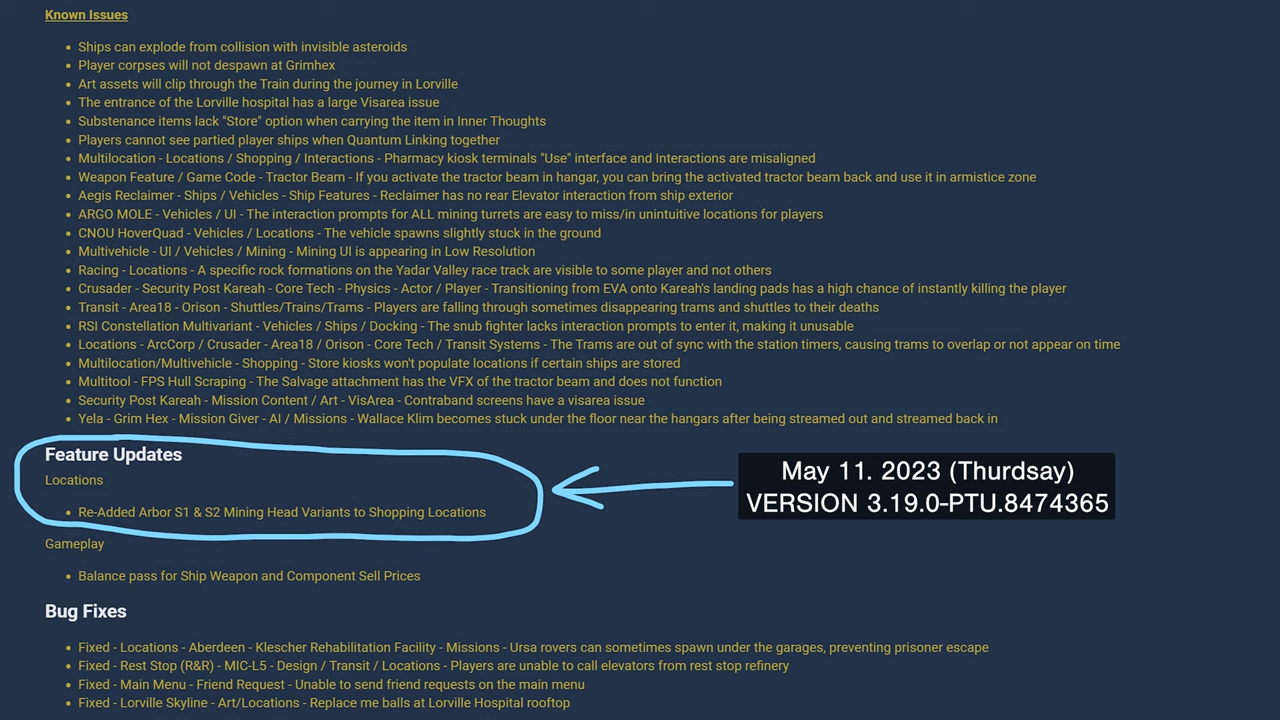 Known Issues
Ships can explode from collision with invisible asteroids
Player corpses will not despawn at Grimhex
Art assets will clip through the Train during the journey in Lorville
The entrance of the Lorville hospital has a large Visarea issue
Substenance items lack "Store" option when carrying the item in Inner Thoughts
Players cannot see partied player ships when Quantum Linking together
Multilocation - Locations / Shopping / Interactions - Pharmacy kiosk terminals "Use" interface and Interactions are misaligned
Weapon Feature / Game Code - Tractor Beam - If you activate the tractor beam in hangar, you can bring the activated tractor beam back and use it in armistice zone
Aegis Reclaimer - Ships / Vehicles - Ship Features - Reclaimer has no rear Elevator interaction from ship exterior
ARGO MOLE - Vehicles / UI - The interaction prompts for ALL mining turrets are easy to miss/in unintuitive locations for players
CNOU HoverQuad - Vehicles / Locations - The vehicle spawns slightly stuck in the ground
Multivehicle - UI / Vehicles / Mining - Mining UI is appearing in Low Resolution
Racing - Locations - A specific rock formations on the Yadar Valley race track are visible to some player and not others
Crusader - Security Post Kareah - Core Tech - Physics - Actor / Player - Transitioning from EVA onto Kareah's landing pads has a high chance of instantly killing the player
Transit - Area18 - Orison - Shuttles/Trains/Trams - Players are falling through sometimes disappearing trams and shuttles to their deaths
RSI Constellation Multivariant - Vehicles / Ships / Docking - The snub fighter lacks interaction prompts to enter it, making it unusable
Locations - ArcCorp / Crusader - Area18 / Orison - Core Tech / Transit Systems - The Trams are out of sync with the station timers, causing trams to overlap or not appear on time
Multilocation/Multivehicle - Shopping - Store kiosks won't populate locations if certain ships are stored
Multitool - FPS Hull Scraping - The Salvage attachment has the VFX of the tractor beam and does not function
Security Post Kareah - Mission Content / Art - VisArea - Contraband screens have a visarea issue
Yela - Grim Hex - Mission Giver - AI / Missions - Wallace Klim becomes stuck under the floor near the hangars after being streamed out and streamed back in
Feature Updates
Locations
Re-Added Arbor S1 & S2 Mining Head Variants to Shopping Locations
May 11. 2023 (Thurdsay)
VERSION 3.19.0-PTU.8474365
Gameplay
Balance pass for Ship Weapon and Component Sell Prices
Bug Fixes
Fixed - Locations - Aberdeen - Klescher Rehabilitation Facility - Missions - Ursa rovers can sometimes spawn under the garages, preventing prisoner escape
Fixed - Rest Stop (R&R) - MIC-L5 - Design / Transit / Locations - Players are unable to call elevators from rest stop refinery
Fixed - Main Menu - Friend Request - Unable to send friend requests on the main menu
Fixed - Lorville Skyline - Art/Locations - Replace me balls at Lorville Hospital rooftop